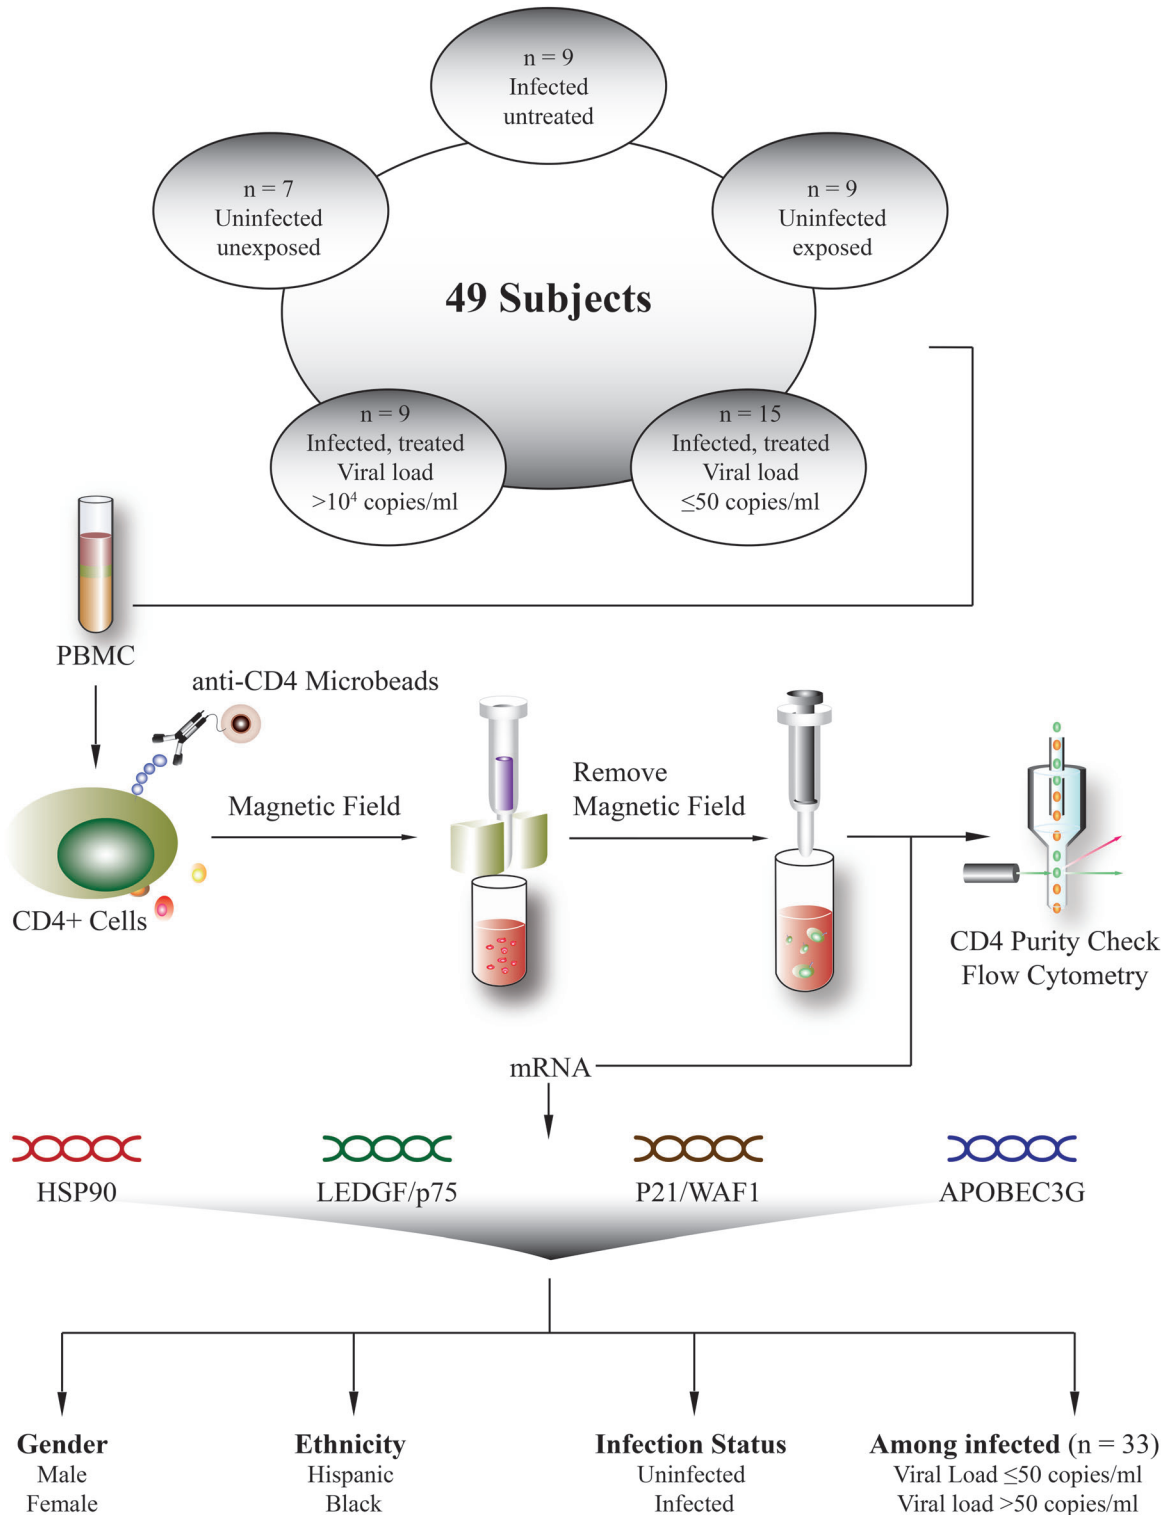 n = 9
Infected
untreated
n = 7
Uninfected
unexposed
n = 9
Uninfected
exposed
49 Subjects
n = 9
Infected, treated
Viral load
>10⁴ copies/ml
n = 15
Infected, treated
Viral load
≤50 copies/ml
PBMC
anti-CD4 Microbeads
Magnetic Field
Remove
Magnetic Field
CD4+ Cells
CD4 Purity Check
Flow Cytometry
mRNA
HSP90
LEDGF/p75
P21/WAF1
APOBEC3G
Gender
Male
Female
Ethnicity
Hispanic
Black
Infection Status
Uninfected
Infected
Among infected (n = 33)
Viral Load ≤50 copies/ml
Viral load >50 copies/ml